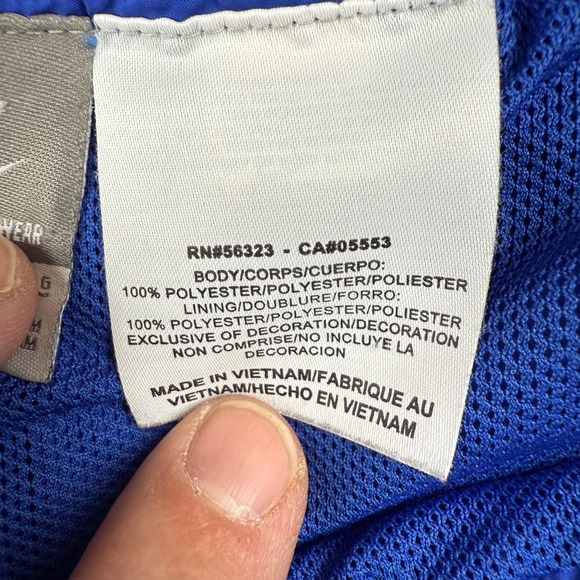 RN#56323 - CA#05553
BODY/CORPS/CUERPO:
100% POLYESTER/POLYESTER/POLIESTER
LINING/DOUBLURE/FORRO:
100% POLYESTER/POLYESTER/POLIESTER
EXCLUSIVE OF DECORATION/DECORATION
NON COMPRISE/NO INCLUYE LA
DECORACION
MADE IN VIETNAM/FABRIQUE AU
VIETNAM/HECHO EN VIETNAM
G
M
M